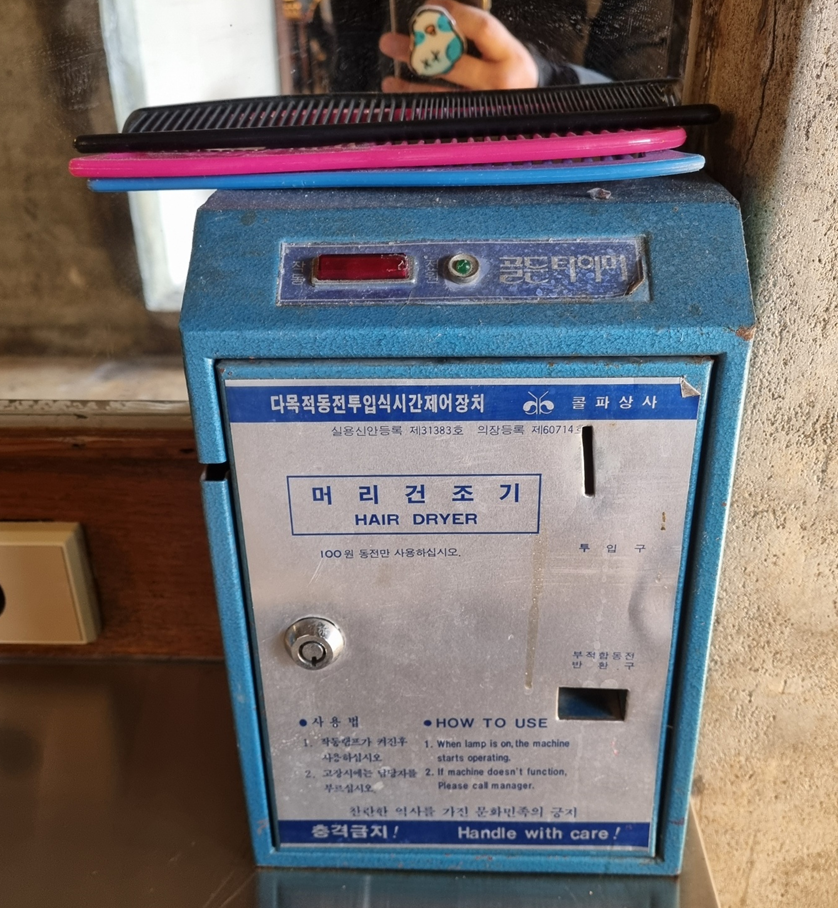 골든타이머
다목적동전투입식시간제어장치 콜파상사
실용신안등록 제31383호 의장등록 제60714호
머리건조기
HAIR DRYER
100원 동전만 사용하십시오.
투입구
부적합동전
반환구
● 사용법
1. 작동램프가 켜진후
사용하십시오
2. 고장시에는 담당자를
부르십시오.
● HOW TO USE
1. When lamp is on, the machine
starts operating.
2. If machine doesn't function,
Please call manager.
찬란한 역사를 가진 문화민족의 긍지
충격금지! Handle with care!